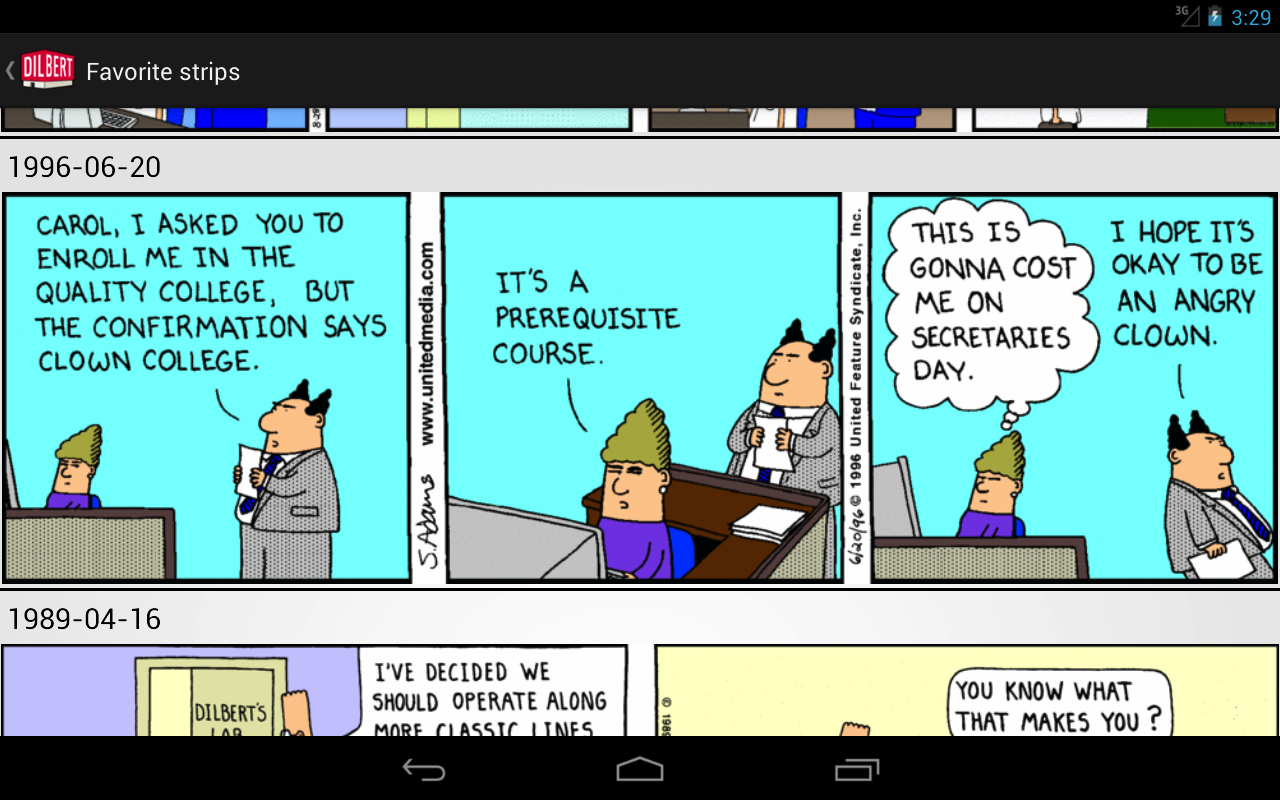 3G
3:29
DILBERT
Favorite strips
1996-06-20
CAROL, I ASKED YOU TO
ENROLL ME IN THE
QUALITY COLLEGE, BUT
THE CONFIRMATION SAYS
CLOWN COLLEGE.
S. Adams
www.unitedmedia.com
IT'S A
PREREQUISITE
COURSE.
6/20/96 © 1996 United Feature Syndicate, Inc.
THIS IS
GONNA COST
ME ON
SECRETARIES
DAY.
I HOPE IT'S
OKAY TO BE
AN ANGRY
CLOWN.
1989-04-16
DILBERT'S
LAB
I'VE DECIDED WE
SHOULD OPERATE ALONG
MORE CLASSIC LINES
© 1989
YOU KNOW WHAT
THAT MAKES YOU?